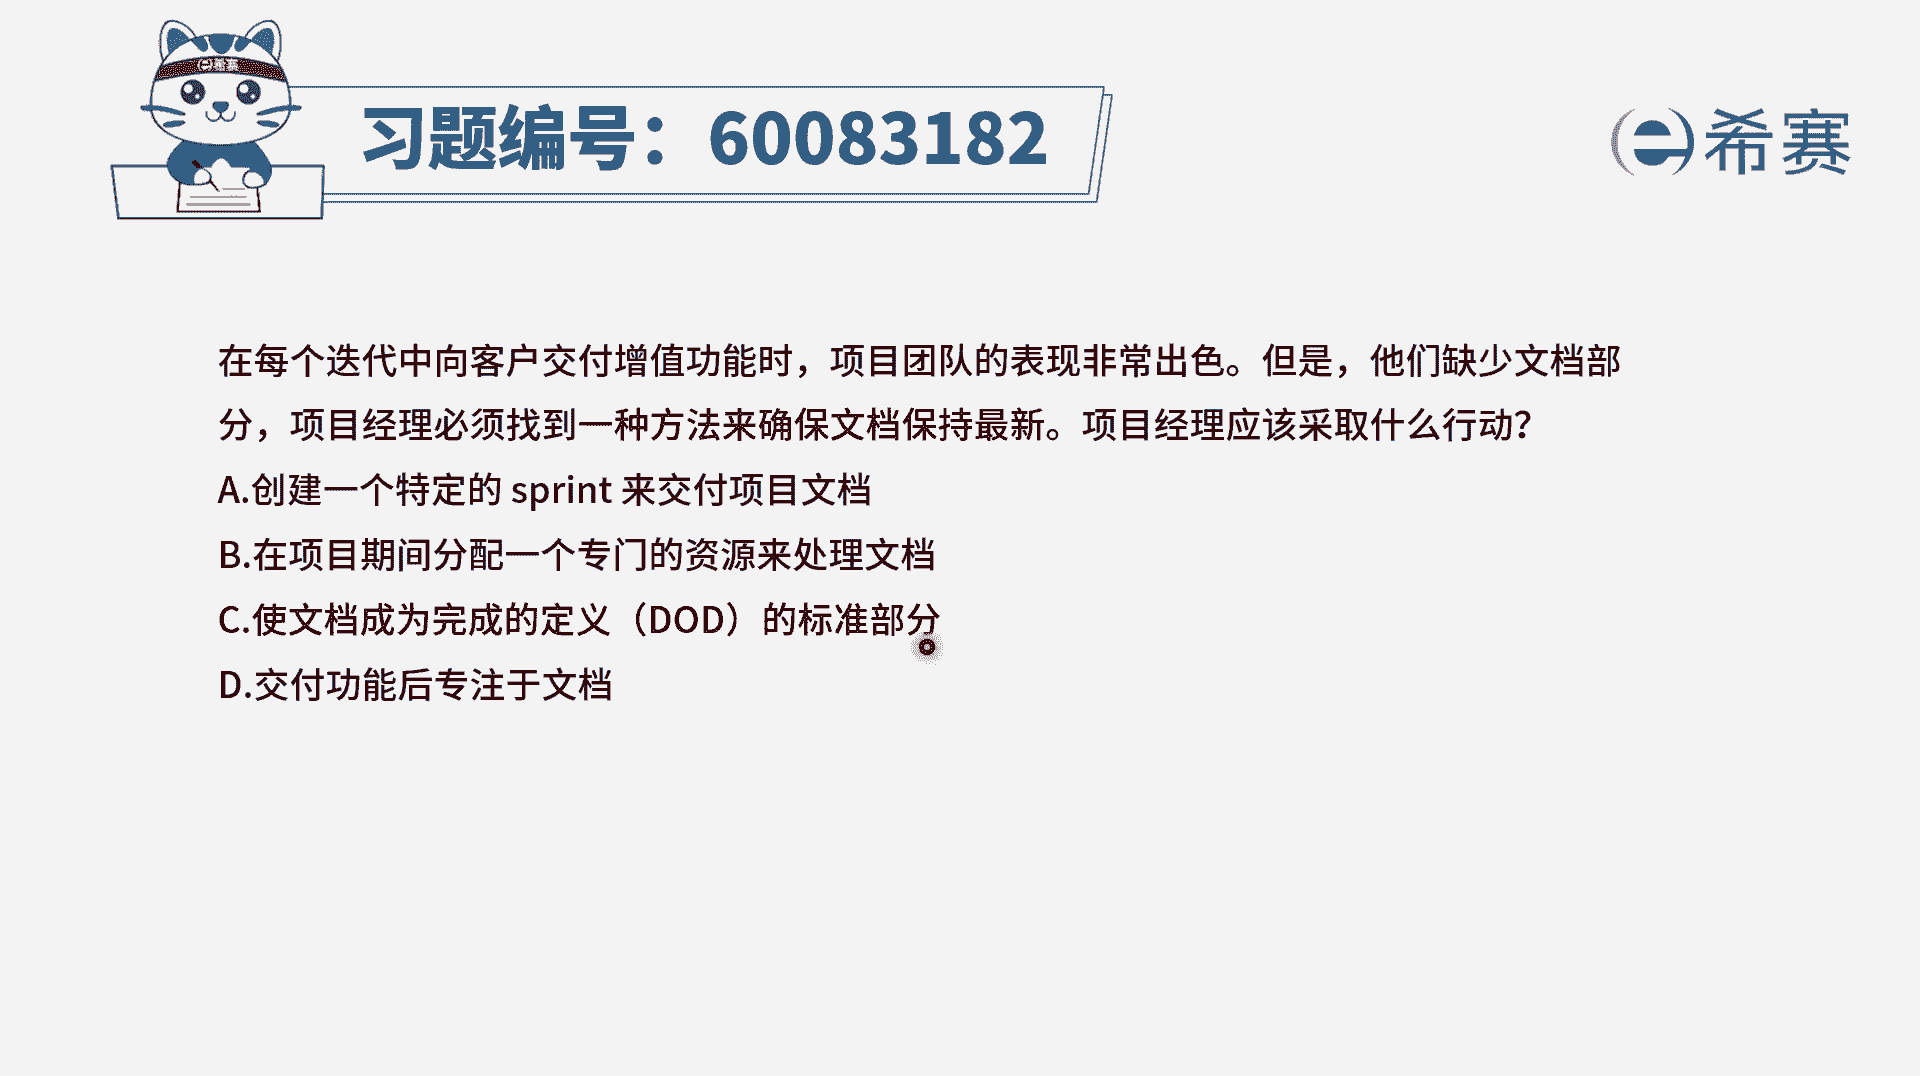 e希赛
习题编号：60083182
e希赛
在每个迭代中向客户交付增值功能时，项目团队的表现非常出色。但是，他们缺少文档部
分，项目经理必须找到一种方法来确保文档保持最新。项目经理应该采取什么行动？
A.创建一个特定的 sprint 来交付项目文档
B.在项目期间分配一个专门的资源来处理文档
C.使文档成为完成的定义（DOD）的标准部分
D.交付功能后专注于文档